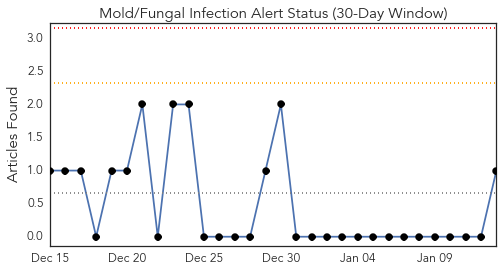 Mold/Fungal Infection Alert Status (30-Day Window)
Articles Found
3.0
2.5
2.0
1.5
1.0
0.5
0.0
Dec 15
Dec 20
Dec 25
Dec 30
Jan 04
Jan 09